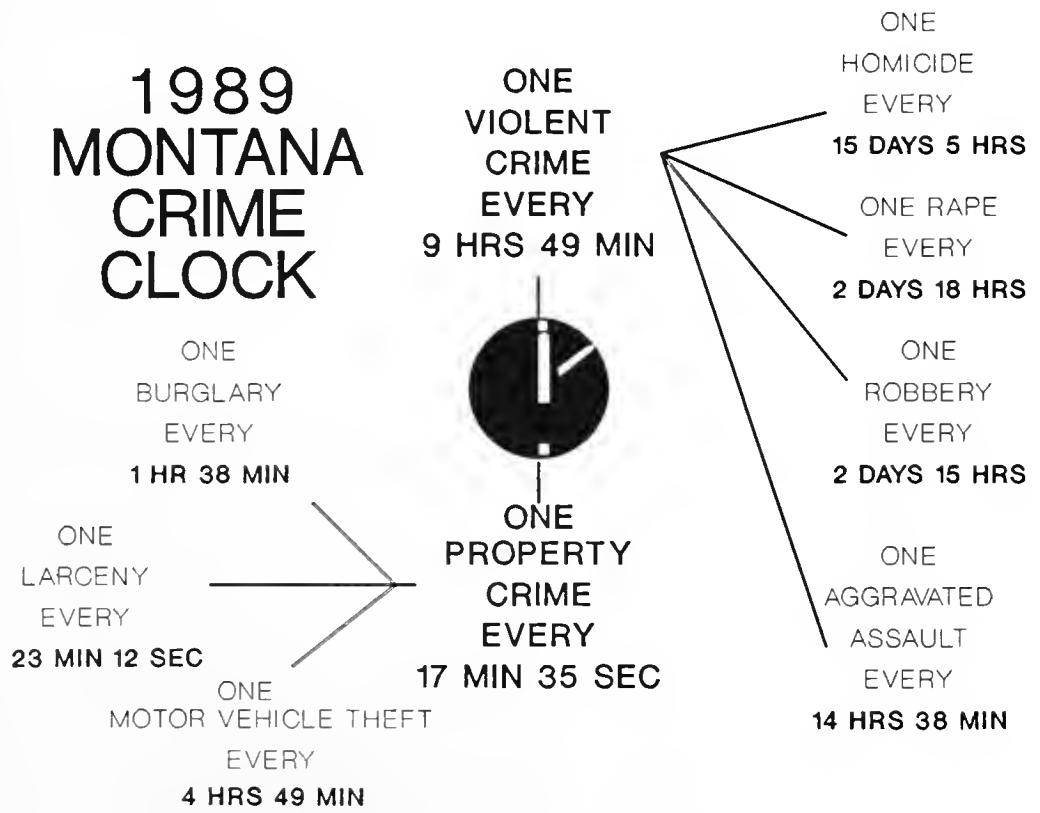 1989
MONTANA
CRIME
CLOCK
ONE
VIOLENT
CRIME
EVERY
9 HRS 49 MIN
ONE
HOMICIDE
EVERY
15 DAYS 5 HRS
ONE RAPE
EVERY
2 DAYS 18 HRS
ONE
ROBBERY
EVERY
2 DAYS 15 HRS
ONE
AGGRAVATED
ASSAULT
EVERY
14 HRS 38 MIN
ONE
PROPERTY
CRIME
EVERY
17 MIN 35 SEC
ONE
BURGLARY
EVERY
1 HR 38 MIN
ONE
LARCENY
EVERY
23 MIN 12 SEC
ONE
MOTOR VEHICLE THEFT
EVERY
4 HRS 49 MIN